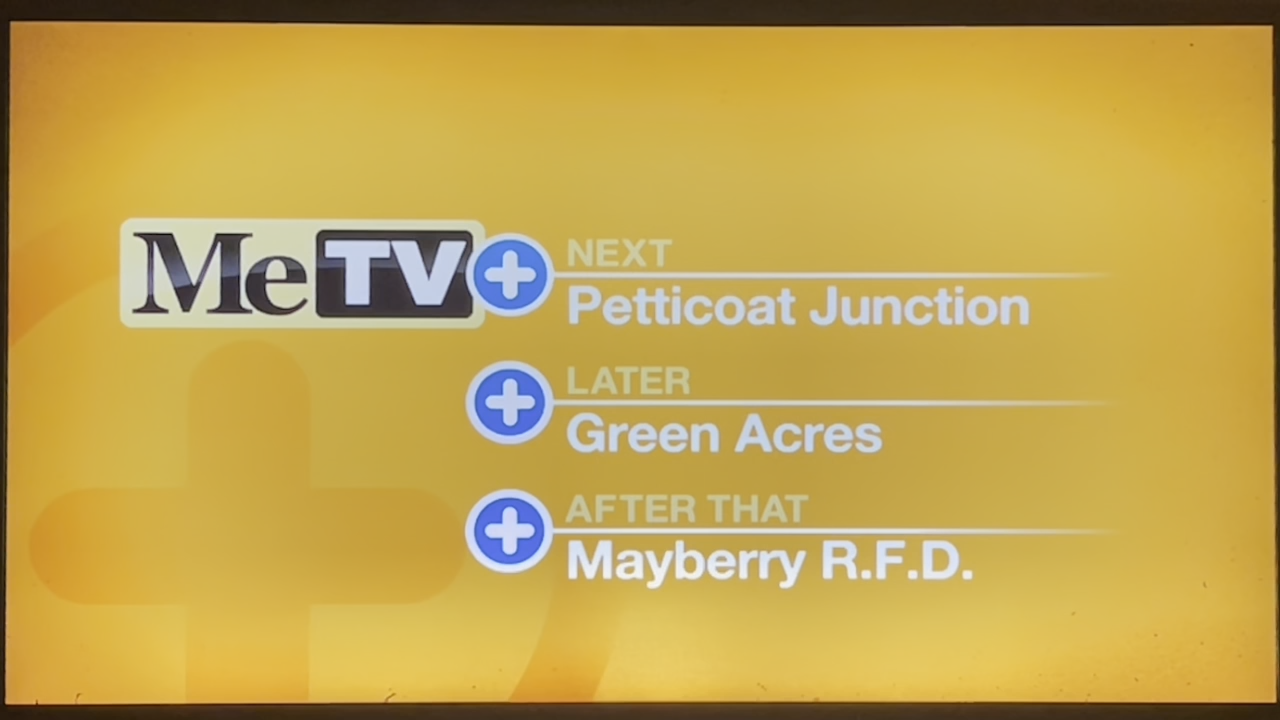 MeTV+
NEXT
Petticoat Junction
LATER
Green Acres
AFTER THAT
Mayberry R.F.D.